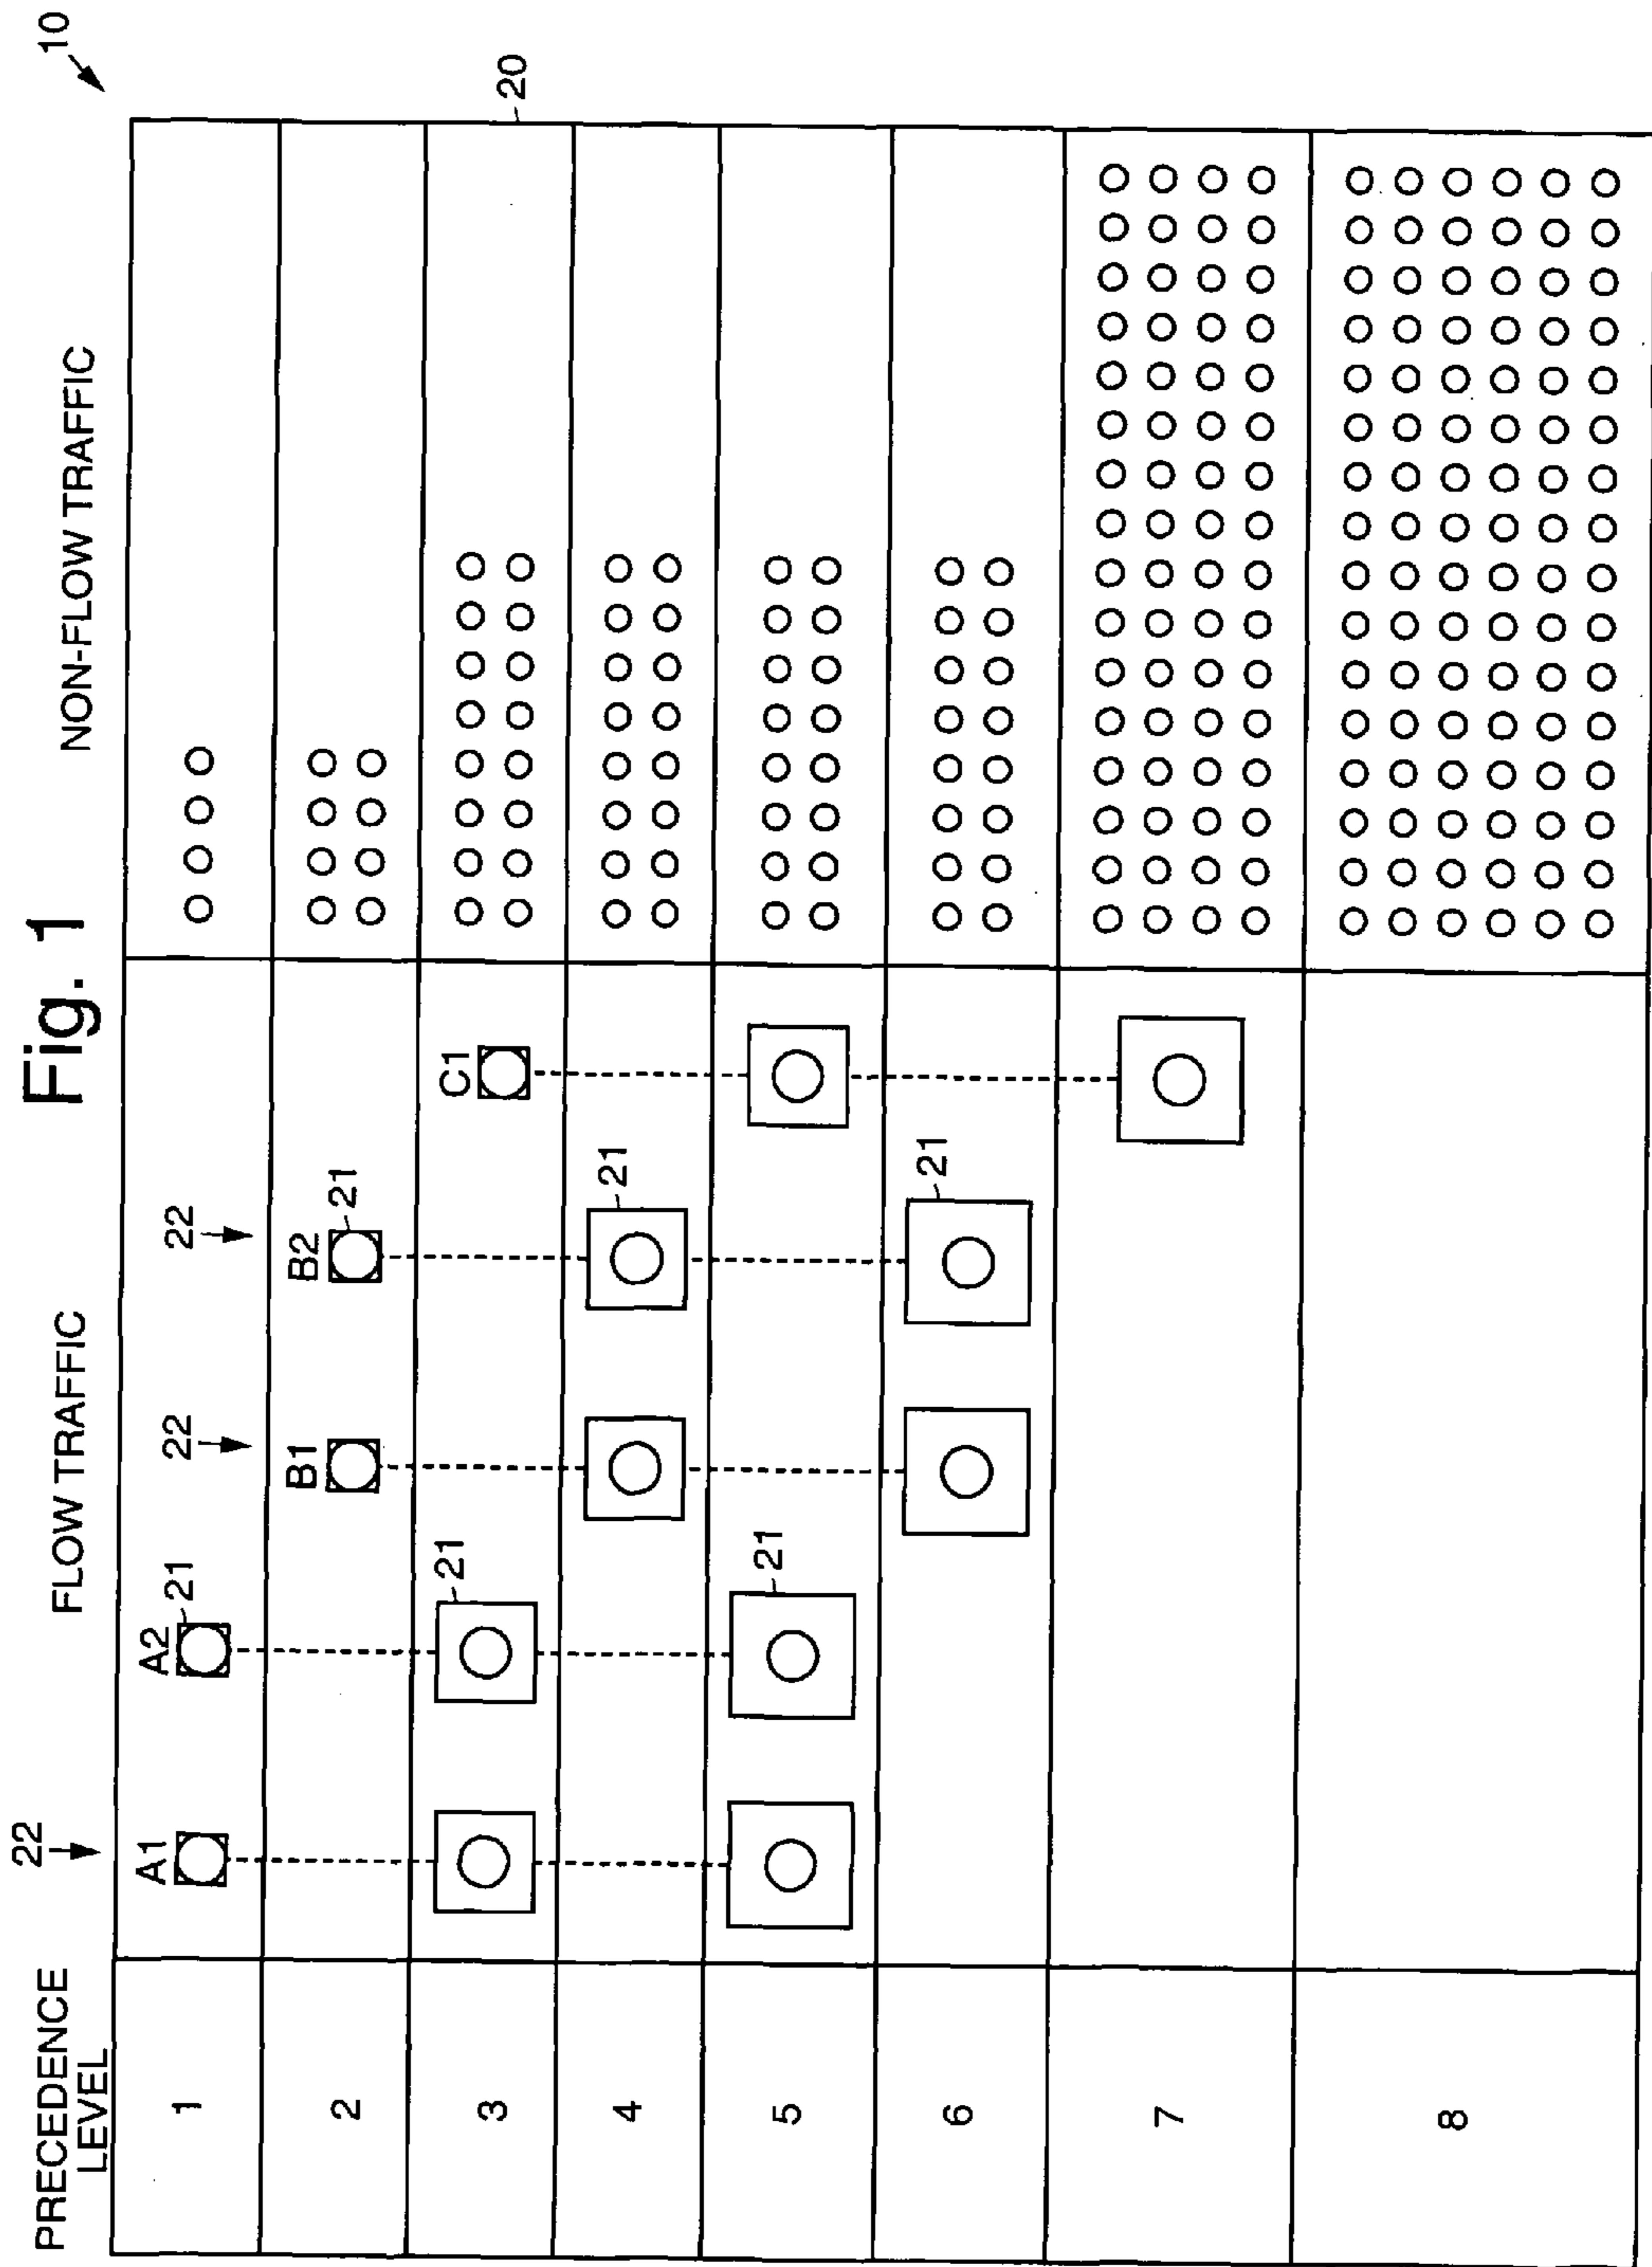 Fig. 1
10
PRECEDENCE
LEVEL
FLOW TRAFFIC
NON-FLOW TRAFFIC
22
22
22
20
1
A1
A2
21
2
B1
B2
21
3
21
C1
4
21
5
21
6
21
7
8